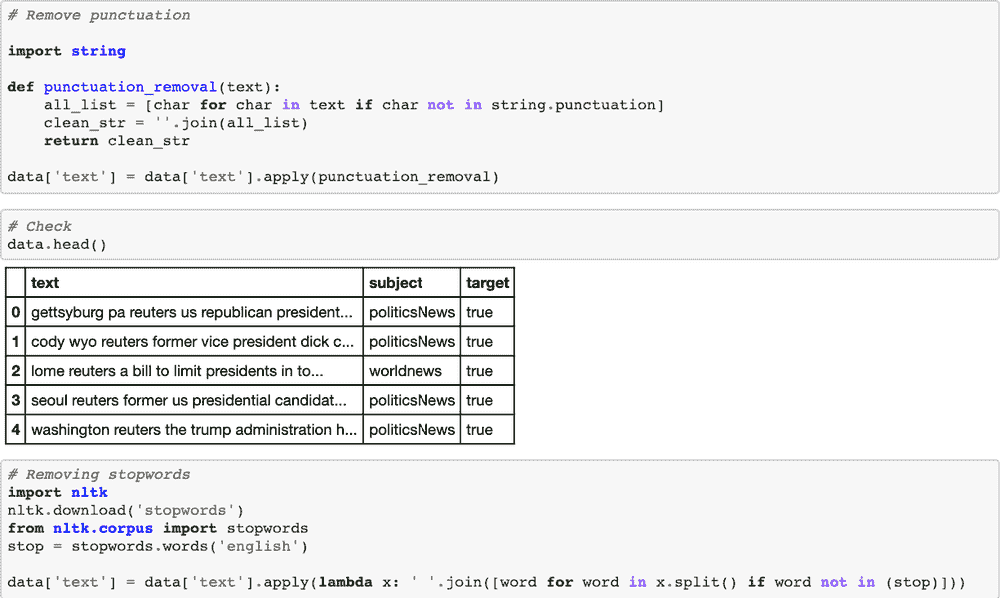 # Remove punctuation
import string
def punctuation_removal(text):
    all_list = [char for char in text if char not in string.punctuation]
    clean_str = ''.join(all_list)
    return clean_str
data['text'] = data['text'].apply(punctuation_removal)
# Check
data.head()
text subject target
0 gettsyburg pa reuters us republican president... politicsNews true
1 cody wyo reuters former vice president dick c... politicsNews true
2 lome reuters a bill to limit presidents in to... worldnews true
3 seoul reuters former us presidential candidat... politicsNews true
4 washington reuters the trump administration h... politicsNews true
# Removing stopwords
import nltk
nltk.download('stopwords')
from nltk.corpus import stopwords
stop = stopwords.words('english')
data['text'] = data['text'].apply(lambda x: ' '.join([word for word in x.split() if word not in (stop)]))